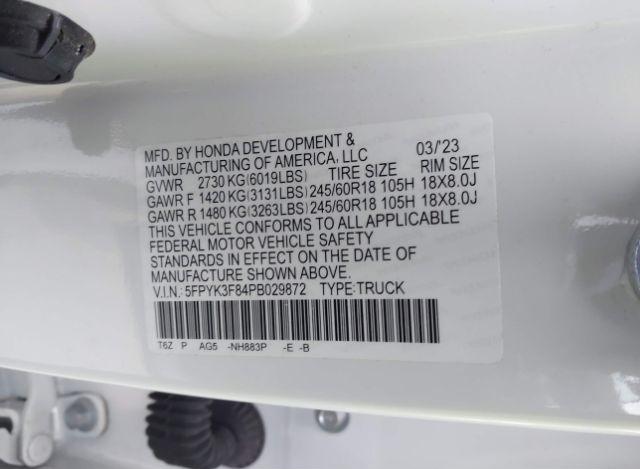 MFD. BY HONDA DEVELOPMENT &
MANUFACTURING OF AMERICA, LLC 03/'23
GVWR 2730 KG (6019LBS) TIRE SIZE RIM SIZE
GAWR F 1420 KG (3131LBS) 245/60R18 105H 18X8.0J
GAWR R 1480 KG (3263LBS) 245/60R18 105H 18X8.0J
THIS VEHICLE CONFORMS TO ALL APPLICABLE
FEDERAL MOTOR VEHICLE SAFETY
STANDARDS IN EFFECT ON THE DATE OF
MANUFACTURE SHOWN ABOVE.
V.I.N.: 5FPYK3F84PB029872 TYPE:TRUCK
T6Z P AG5 -NH883P -E -B